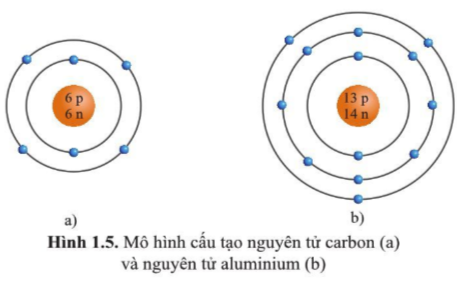 6 p
6 n
13 p
14 n
a)
b)
Hình 1.5. Mô hình cấu tạo nguyên tử carbon (a)
và nguyên tử aluminium (b)